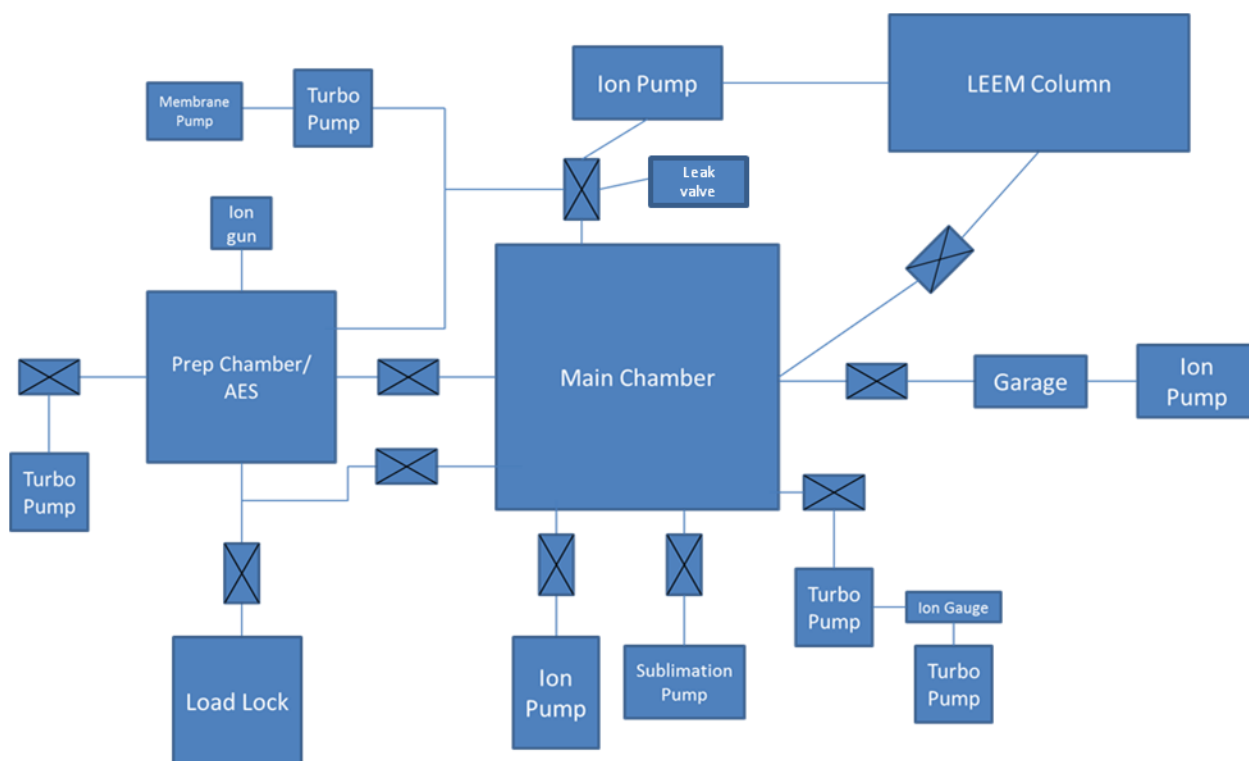 Ion Pump
LEEM Column
Membrane
Pump
Turbo
Pump
Leak
valve
Ion
gun
Prep Chamber/
AES
Main Chamber
Garage
Ion
Pump
Turbo
Pump
Turbo
Pump
Ion Gauge
Load Lock
Ion
Pump
Sublimation
Pump
Turbo
Pump